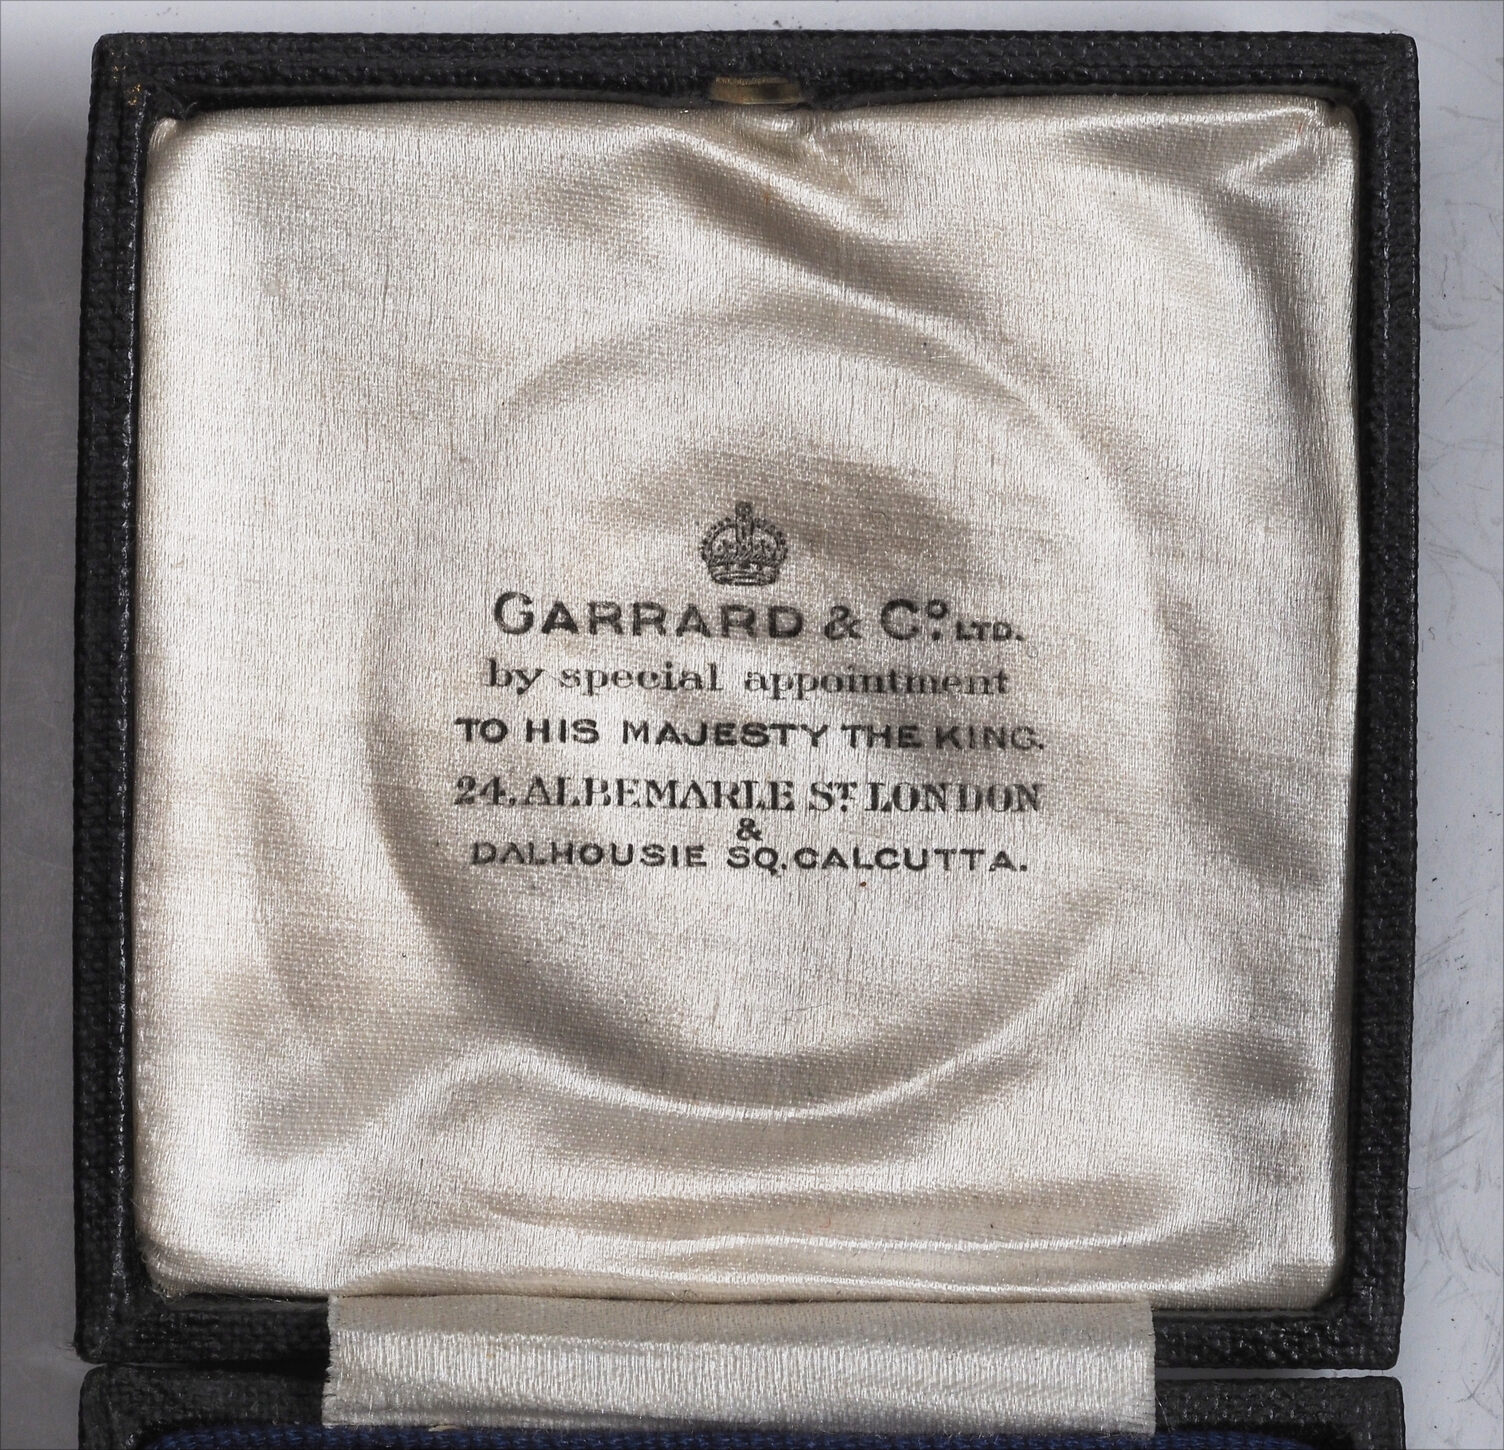 GARRARD & Cº. LTD.
by special appointment
TO HIS MAJESTY THE KING.
24, ALBEMARLE ST LONDON
&
DALHOUSIE SQ. CALCUTTA.